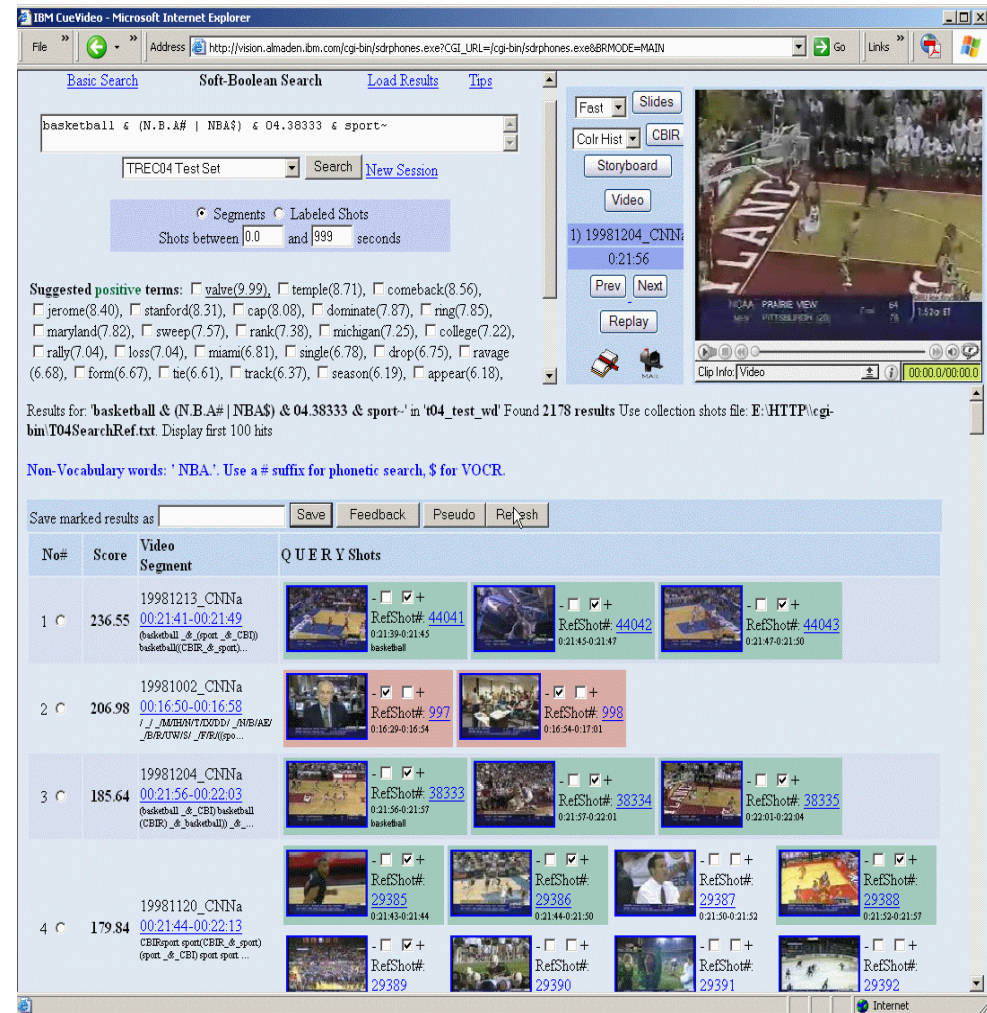 IBM CueVideo - Microsoft Internet Explorer
File » Address http://vision.almaden.ibm.com/cgi-bin/sdrphones.exe?CGI_URL=/cgi-bin/sdrphones.exe&BRMODE=MAIN Go Links »
Basic Search Soft-Boolean Search Load Results Tips
basketball & (N.B.A# | NBA$) & 04.38333 & sport~
TREC04 Test Set Search New Session
Segments Labeled Shots
Shots between 0.0 and 999 seconds
Suggested positive terms: valve(9.99), temple(8.71), comeback(8.56),
jerome(8.40), stanford(8.31), cap(8.08), dominate(7.87), ring(7.85),
maryland(7.82), sweep(7.57), rank(7.38), michigan(7.25), college(7.22),
rally(7.04), loss(7.04), miami(6.81), single(6.78), drop(6.75), ravage
(6.68), form(6.67), tie(6.61), track(6.37), season(6.19), appear(6.18),
Fast Slides
Colr Hist CBIR
Storyboard
Video
1) 19981204_CNNa
0:21:56
Prev Next
Replay
MAIL
LAND
NCAA PRAIRIE VIEW 64
PITTSBURGH (20) 76
1:52p ET
Clip Info: Video 00:00.0/00:00.0
Results for: 'basketball & (N.B.A# | NBA$) & 04.38333 & sport~' in 't04_test_wd' Found 2178 results Use collection shots file: E:\HTTP\\cgi-
bin\T04SearchRef.txt. Display first 100 hits
Non-Vocabulary words: ' NBA.'. Use a # suffix for phonetic search, $ for VOCR.
Save marked results as Save Feedback Pseudo Refresh
No# Score Video Segment Q U E R Y Shots
1 236.55 19981213_CNNa
00:21:41-00:21:49
(basketball _&_(sport_&_CBI))
basketball((CBIR_&_sport)...
- +
RefShot#: 44041
0:21:39-0:21:45
basketball
- +
RefShot#: 44042
0:21:45-0:21:47
- +
RefShot#: 44043
0:21:47-0:21:50
2 206.98 19981002_CNNa
00:16:50-00:16:58
/_/_/M/IH/N/T/IX/DD/_/N/B/AE/
_/B/R/UW/S/_/F/R/((spo...
- +
RefShot#: 997
0:16:29-0:16:54
- +
RefShot#: 998
0:16:54-0:17:01
3 185.64 19981204_CNNa
00:21:56-00:22:03
(basketball _&_CBI) basketball
(CBIR) _&_basketball)) _&_...
- +
RefShot#: 38333
0:21:56-0:21:57
basketball
- +
RefShot#: 38334
0:21:57-0:22:01
- +
RefShot#: 38335
0:22:01-0:22:04
4 179.84 19981120_CNNa
00:21:44-00:22:13
CBIRsport sport(CBIR_&_sport)
(sport _&_CBI) sport sport ...
- +
RefShot#:
29385
0:21:43-0:21:44
- +
RefShot#:
29386
0:21:44-0:21:50
- +
RefShot#:
29387
0:21:50-0:21:52
- +
RefShot#:
29388
0:21:52-0:21:57
- +
RefShot#:
29389
- +
RefShot#:
29390
- +
RefShot#:
29391
- +
RefShot#:
29392
Internet